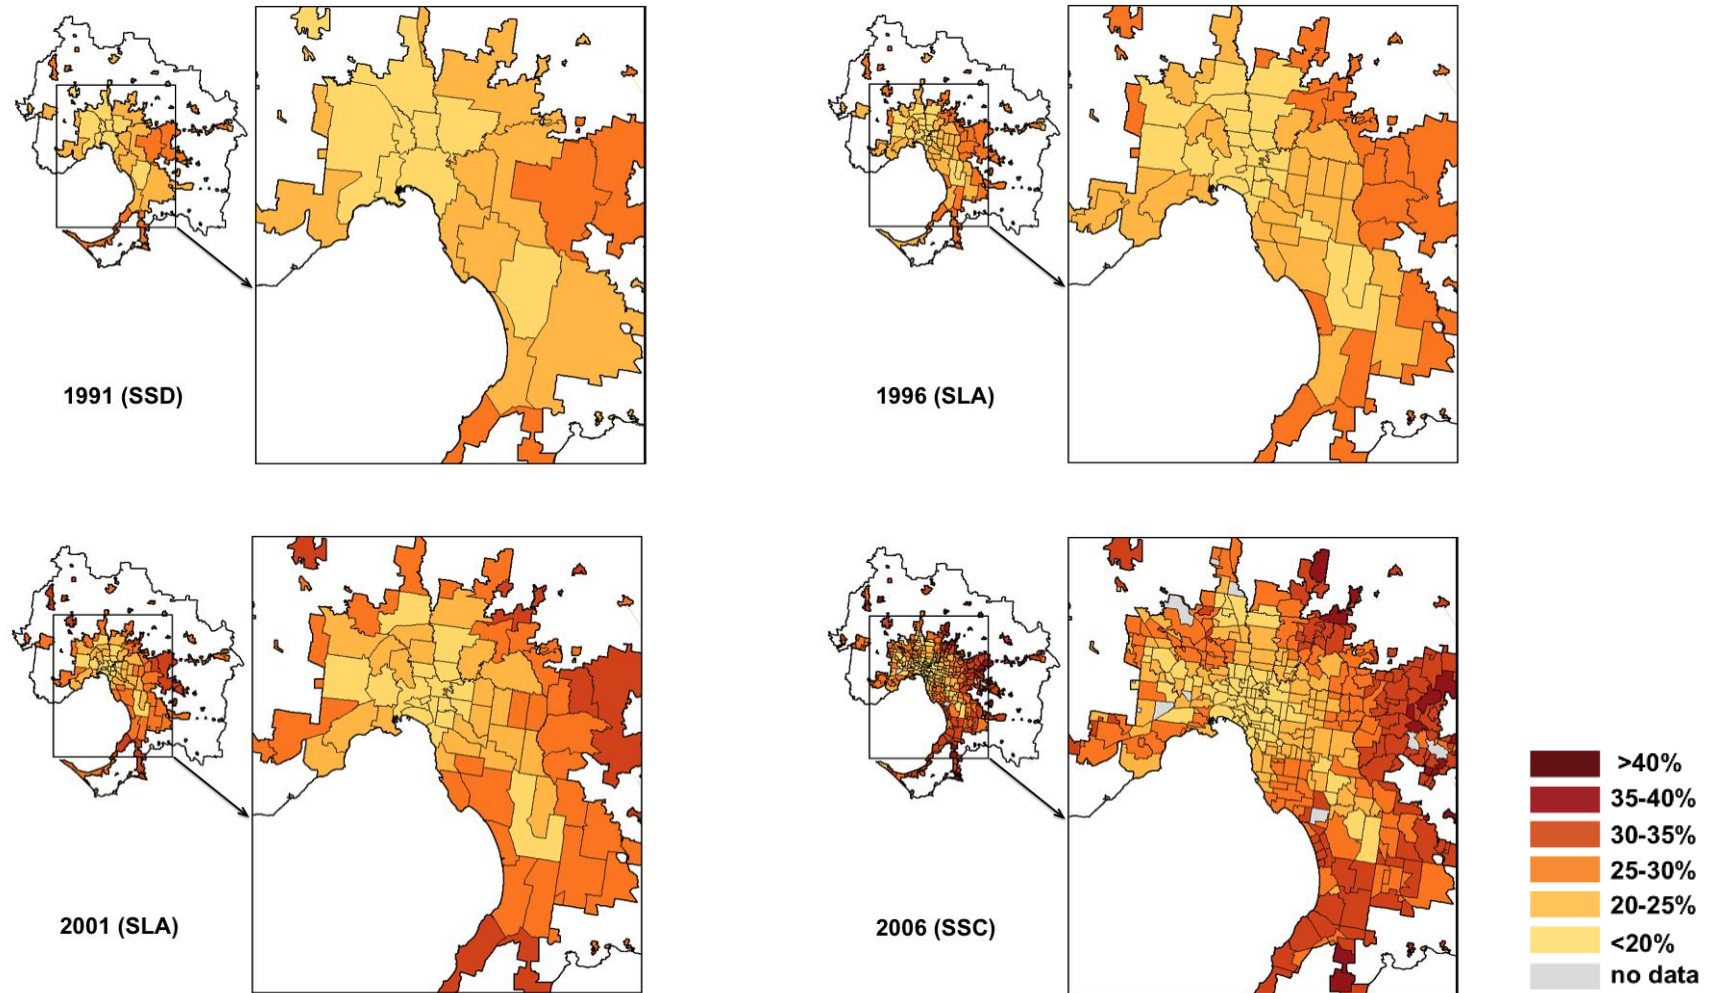 1991 (SSD)
1996 (SLA)
2001 (SLA)
2006 (SSC)
>40%
35-40%
30-35%
25-30%
20-25%
<20%
no data